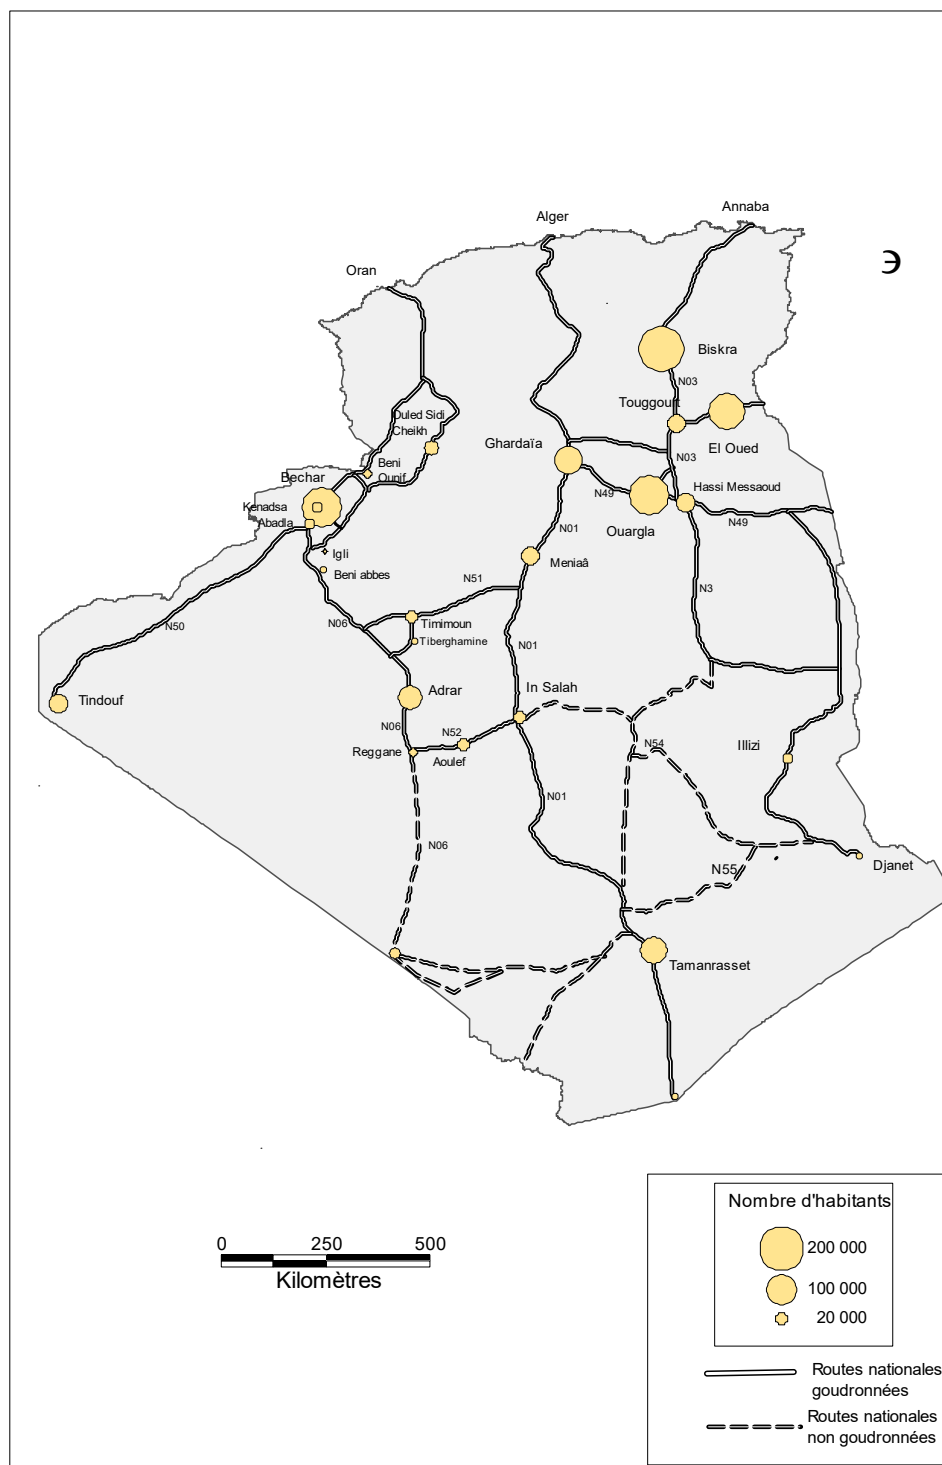 Annaba
Alger
Э
Oran
Biskra
N03
Touggourt
Ouled Sidi
Cheikh
El Oued
Ghardaïa
N03
Beni
Ounif
Bechar
Hassi Messaoud
N49
Kenadsa
Abadla
N01
Ouargla
N49
Igli
Meniaâ
Beni abbes
N51
N3
N50
N06
Timimoun
Tiberghamine
N01
Tindouf
Adrar
In Salah
N06
N52
N54
Illizi
Reggane
Aoulef
N01
N06
N55
Djanet
Tamanrasset
Nombre d'habitants
200 000
100 000
20 000
0 250 500
Kilomètres
Routes nationales
goudronnées
Routes nationales
non goudronnées